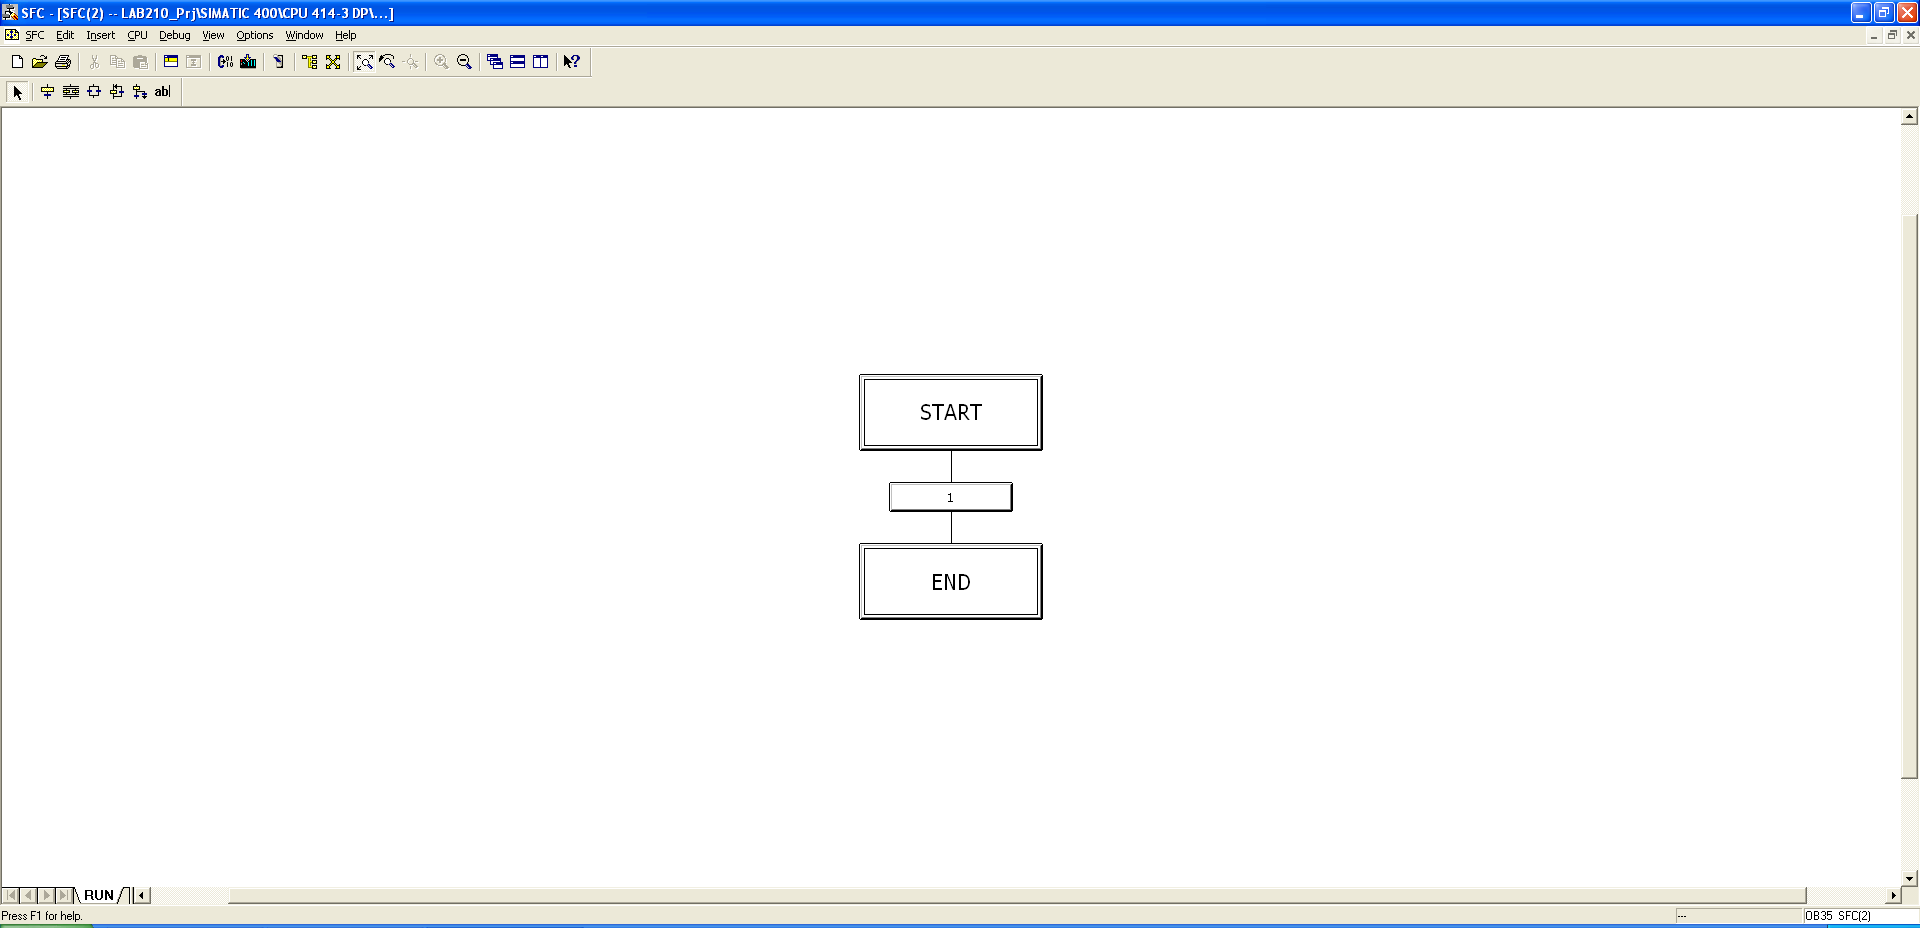 SFC - [SFC(2) -- LAB210_Prj\SIMATIC 400\CPU 414-3 DP\...]
SFC Edit Insert CPU Debug View Options Window Help
abl
START
1
END
RUN
Press F1 for help.
---
OB35 SFC(2)